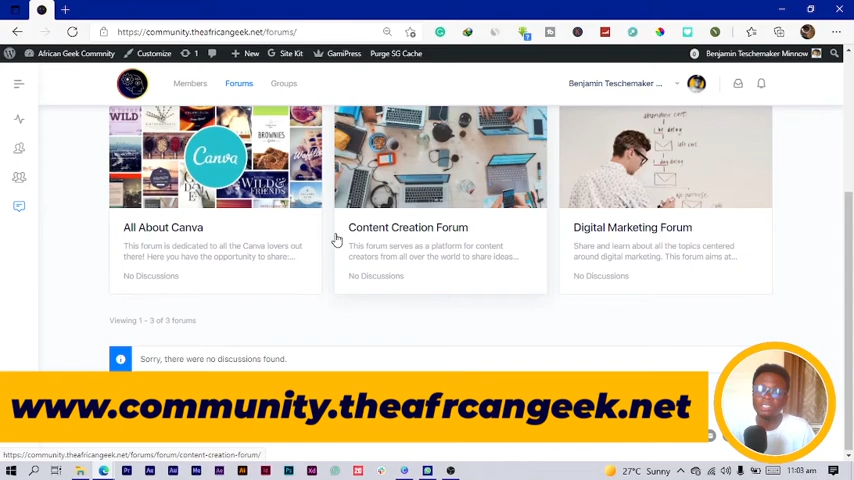 https://community.theafricangeek.net/forums/
African Geek Commnity
Customize
1
New
Site Kit
GamiPress
Purge SG Cache
Benjamin Teschemaker Minnow
Members
Forums
Groups
Benjamin Teschemaker ...
WILD
BROWNIES
Canva
WILD &
FRIENDS
All About Canva
Content Creation Forum
Digital Marketing Forum
This forum is dedicated to all the Canva lovers out
there! Here you have the opportunity to share:...
This forum serves as a platform for content
creators from all over the world to share ideas...
Share and learn about all the topics centered
around digital marketing. This forum aims at...
No Discussions
No Discussions
No Discussions
Viewing 1 - 3 of 3 forums
Sorry, there were no discussions found.
www.community.theafrcangeek.net
https://community.theafricangeek.net/forums/forum/content-creation-forum/
27°C Sunny
11:03 am